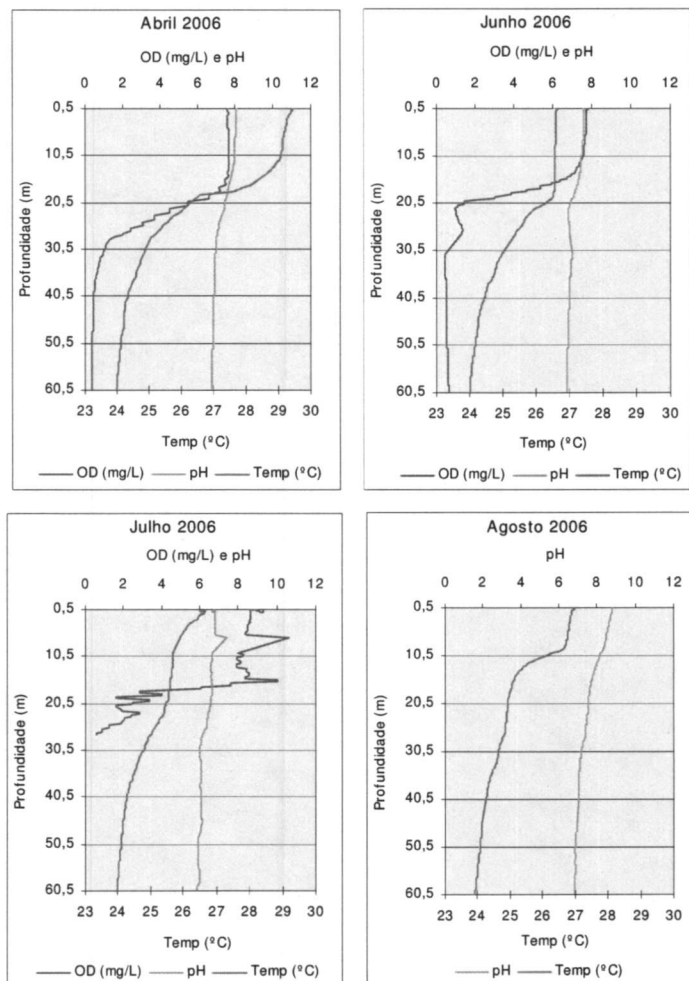 Abril 2006
OD (mg/L) e pH
0 2 4 6 8 10 12
0,5
10,5
20,5
30,5
40,5
50,5
60,5
Profundidade (m)
23 24 25 26 27 28 29 30
Temp (ºC)
OD (mg/L) pH Temp (ºC)
Junho 2006
OD (mg/L) e pH
0 2 4 6 8 10 12
0,5
10,5
20,5
30,5
40,5
50,5
60,5
Profundidade (m)
23 24 25 26 27 28 29 30
Temp (ºC)
OD (mg/L) pH Temp (ºC)
Julho 2006
OD (mg/L) e pH
0 2 4 6 8 10 12
0,5
10,5
20,5
30,5
40,5
50,5
60,5
Profundidade (m)
23 24 25 26 27 28 29 30
Temp (ºC)
OD (mg/L) pH Temp (ºC)
Agosto 2006
pH
0 2 4 6 8 10 12
0,5
10,5
20,5
30,5
40,5
50,5
60,5
Profundidade (m)
23 24 25 26 27 28 29 30
Temp (ºC)
pH Temp (ºC)